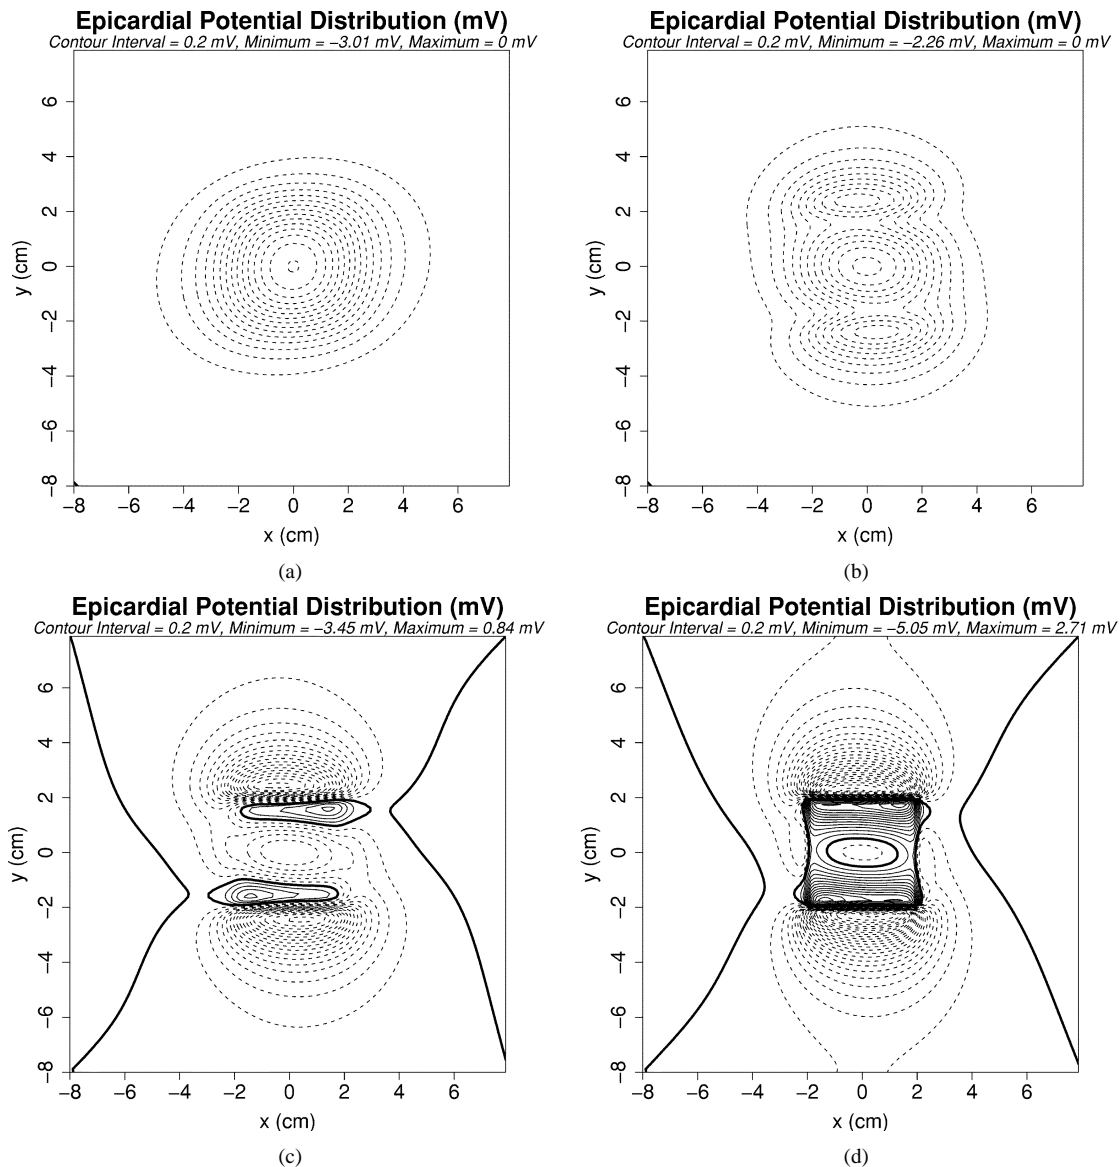 Epicardial Potential Distribution (mV)
Contour Interval = 0.2 mV, Minimum = −3.01 mV, Maximum = 0 mV
6
4
2
0
−2
−4
−6
−8
y (cm)
−8 −6 −4 −2 0 2 4 6
x (cm)
(a)
Epicardial Potential Distribution (mV)
Contour Interval = 0.2 mV, Minimum = −2.26 mV, Maximum = 0 mV
6
4
2
0
−2
−4
−6
−8
y (cm)
−8 −6 −4 −2 0 2 4 6
x (cm)
(b)
Epicardial Potential Distribution (mV)
Contour Interval = 0.2 mV, Minimum = −3.45 mV, Maximum = 0.84 mV
6
4
2
0
−2
−4
−6
−8
y (cm)
−8 −6 −4 −2 0 2 4 6
x (cm)
(c)
Epicardial Potential Distribution (mV)
Contour Interval = 0.2 mV, Minimum = −5.05 mV, Maximum = 2.71 mV
6
4
2
0
−2
−4
−6
−8
y (cm)
−8 −6 −4 −2 0 2 4 6
x (cm)
(d)